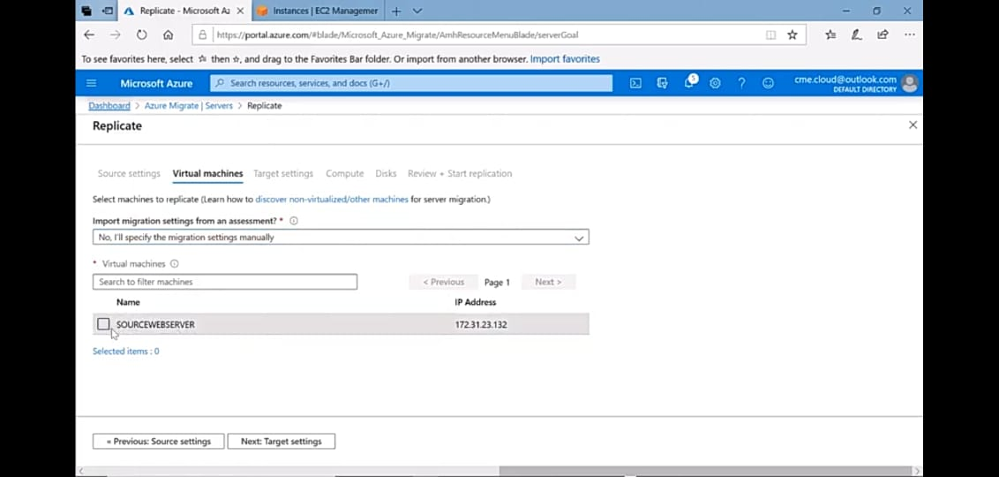 Replicate - Microsoft Az
Instances | EC2 Managemer
https://portal.azure.com/#blade/Microsoft_Azure_Migrate/AmhResourceMenuBlade/serverGoal
To see favorites here, select then ☆, and drag to the Favorites Bar folder. Or import from another browser. Import favorites
Microsoft Azure
Search resources, services, and docs (G+/)
5
cme.cloud@outlook.com
DEFAULT DIRECTORY
Dashboard > Azure Migrate | Servers > Replicate
Replicate
Source settings Virtual machines Target settings Compute Disks Review + Start replication
Select machines to replicate (Learn how to discover non-virtualized/other machines for server migration.)
Import migration settings from an assessment? *
No, I'll specify the migration settings manually
* Virtual machines
Search to filter machines
< Previous Page 1 Next >
Name IP Address
SOURCEWEBSERVER 172.31.23.132
Selected items : 0
« Previous: Source settings Next: Target settings